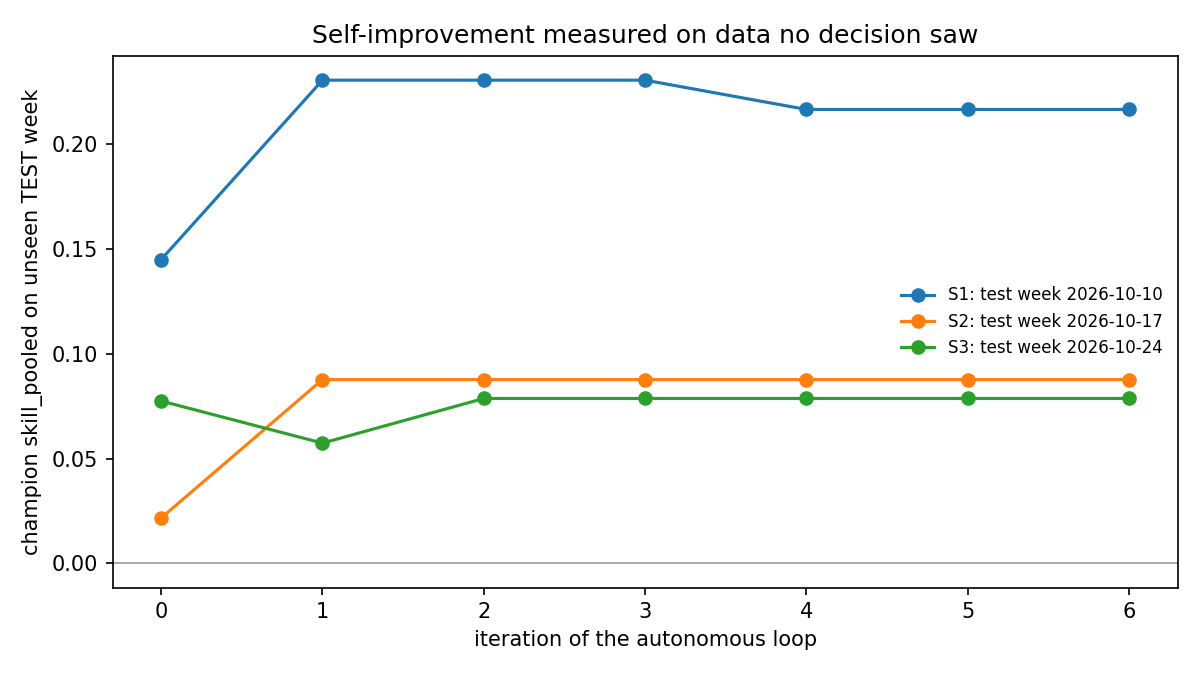 Self-improvement measured on data no decision saw
champion skill_pooled on unseen TEST week
0.20
0.15
0.10
0.05
0.00
S1: test week 2026-10-10
S2: test week 2026-10-17
S3: test week 2026-10-24
0 1 2 3 4 5 6
iteration of the autonomous loop